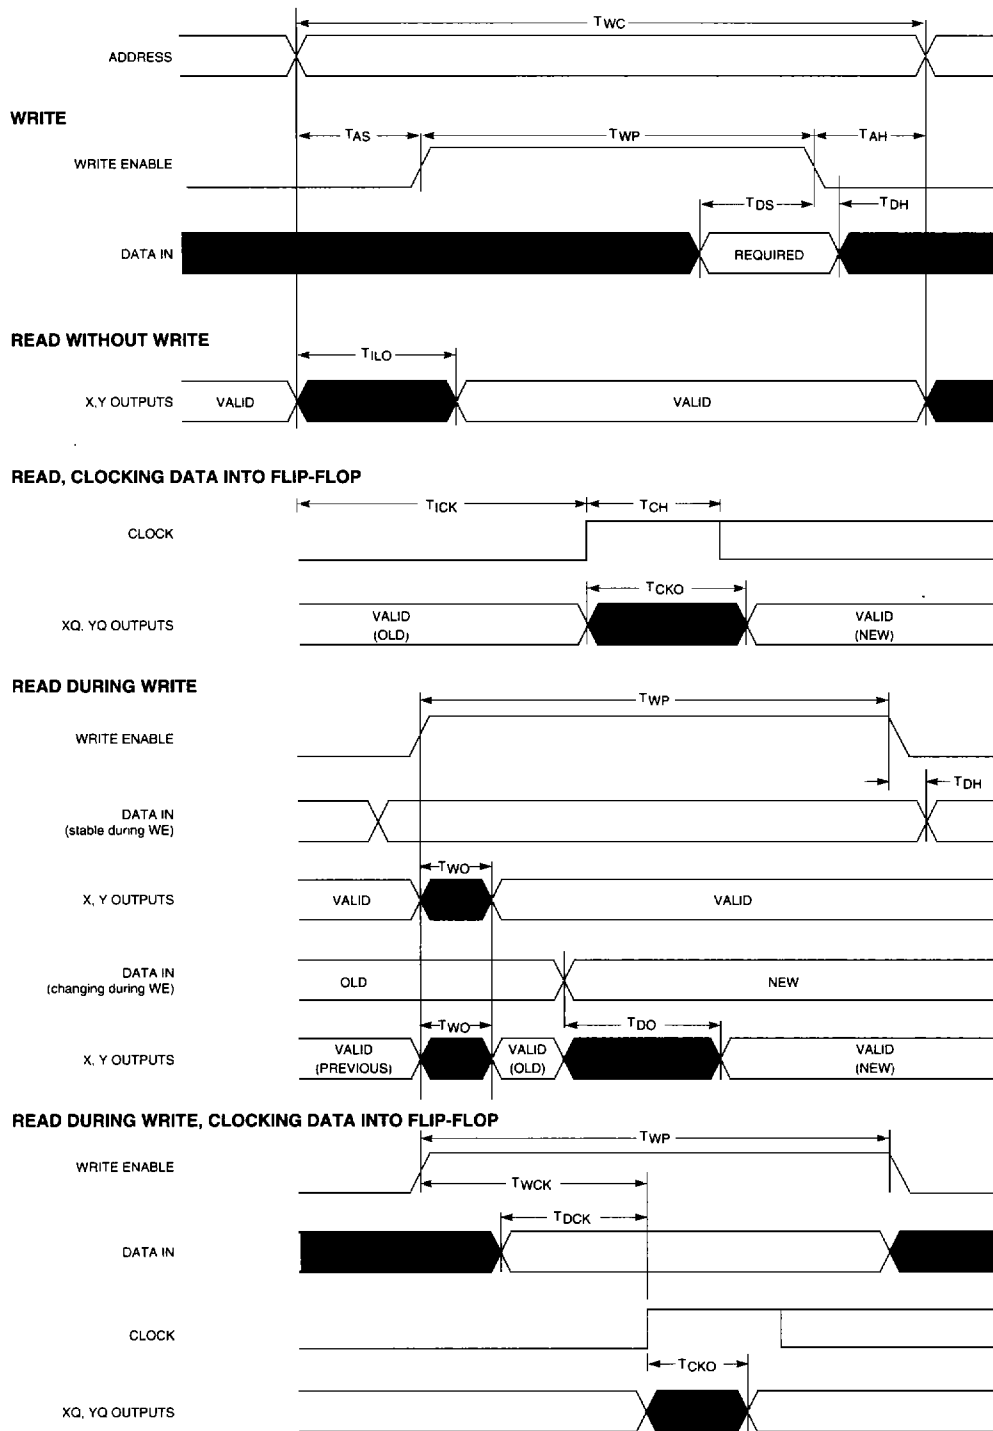 TWC
ADDRESS
WRITE
TAS TWP TAH
WRITE ENABLE
TDS TDH
DATA IN REQUIRED
READ WITHOUT WRITE
TILO
X,Y OUTPUTS VALID VALID
READ, CLOCKING DATA INTO FLIP-FLOP
TICK TCH
CLOCK
TCKO
XQ, YQ OUTPUTS VALID (OLD) VALID (NEW)
READ DURING WRITE
TWP
WRITE ENABLE
TDH
DATA IN
(stable during WE)
TWO
X, Y OUTPUTS VALID VALID
DATA IN
(changing during WE) OLD NEW
TWO TDO
X, Y OUTPUTS VALID (PREVIOUS) VALID (OLD) VALID (NEW)
READ DURING WRITE, CLOCKING DATA INTO FLIP-FLOP
TWP
WRITE ENABLE
TWCK
TDCK
DATA IN
CLOCK
TCKO
XQ, YQ OUTPUTS